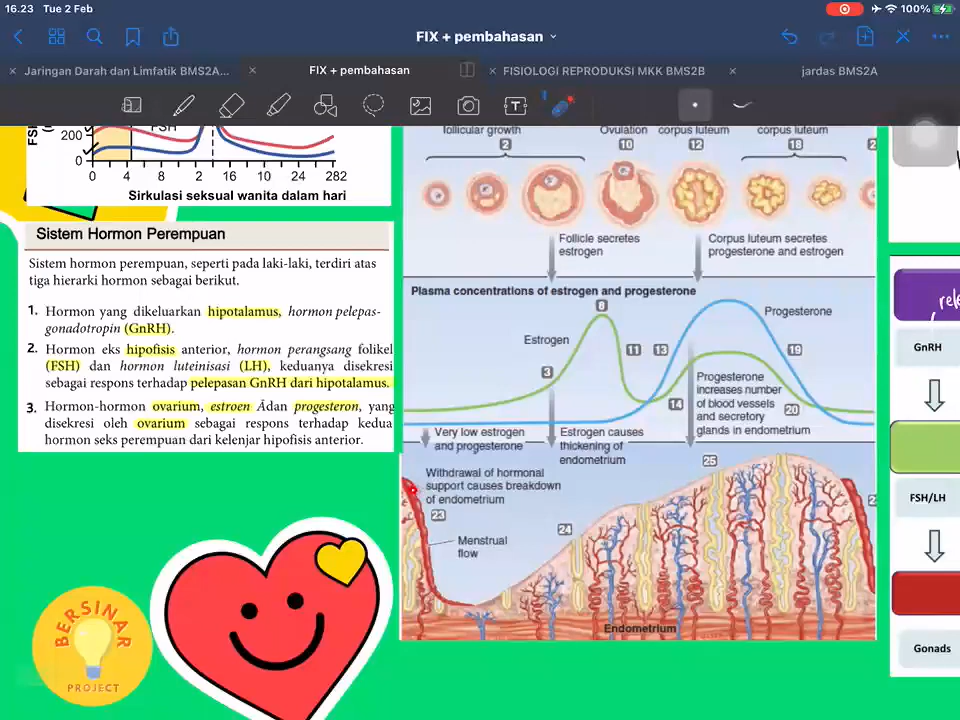 16.23 Tue 2 Feb
100%
FIX + pembahasan
Jaringan Darah dan Limfatik BMS2A...
FIX + pembahasan
FISIOLOGI REPRODUKSI MKK BMS2B
jardas BMS2A
200
FSH
0
0 4 8 2 16 10 24 282
Sirkulasi seksual wanita dalam hari
Sistem Hormon Perempuan
Sistem hormon perempuan, seperti pada laki-laki, terdiri atas
tiga hierarki hormon sebagai berikut.
1. Hormon yang dikeluarkan hipotalamus, hormon pelepas-
gonadotropin (GnRH).
2. Hormon eks hipofisis anterior, hormon perangsang folikel
(FSH) dan hormon luteinisasi (LH), keduanya disekresi
sebagai respons terhadap pelepasan GnRH dari hipotalamus.
3. Hormon-hormon ovarium, estroen Ādan progesteron, yang
disekresi oleh ovarium sebagai respons terhadap kedua
hormon seks perempuan dari kelenjar hipofisis anterior.
BERSINAR
PROJECT
follicular growth
2
Ovulation
10
corpus luteum
12
corpus luteum
18
2
Follicle secretes
estrogen
Corpus luteum secretes
progesterone and estrogen
Plasma concentrations of estrogen and progesterone
8
Progesterone
Estrogen
11
13
19
3
Progesterone
increases number
of blood vessels
and secretory
glands in endometrium
14
20
Very low estrogen
and progesterone
Estrogen causes
thickening of
endometrium
25
Withdrawal of hormonal
support causes breakdown
of endometrium
23
24
2
Menstrual
flow
Endometrium
rele
GnRH
FSH/LH
Gonads